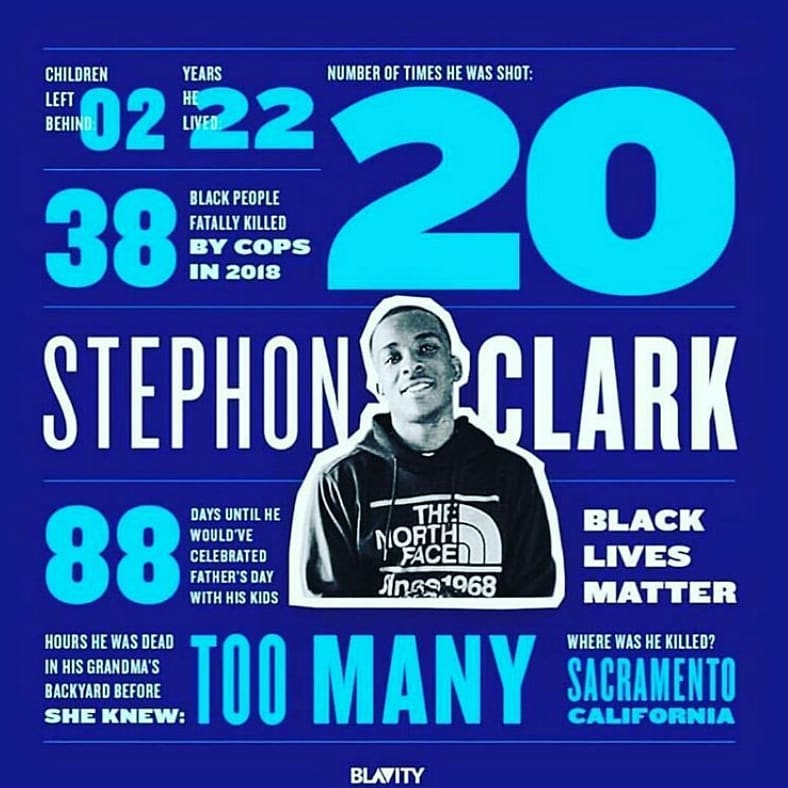 CHILDREN
LEFT
BEHIND:
02
YEARS
HE
LIVED:
22
NUMBER OF TIMES HE WAS SHOT:
20
38
BLACK PEOPLE
FATALLY KILLED
BY COPS
IN 2018
STEPHON CLARK
THE
NORTH
FACE
Since 1968
88
DAYS UNTIL HE
WOULD'VE
CELEBRATED
FATHER'S DAY
WITH HIS KIDS
BLACK
LIVES
MATTER
HOURS HE WAS DEAD
IN HIS GRANDMA'S
BACKYARD BEFORE
SHE KNEW:
TOO MANY
WHERE WAS HE KILLED?
SACRAMENTO
CALIFORNIA
BLAVITY